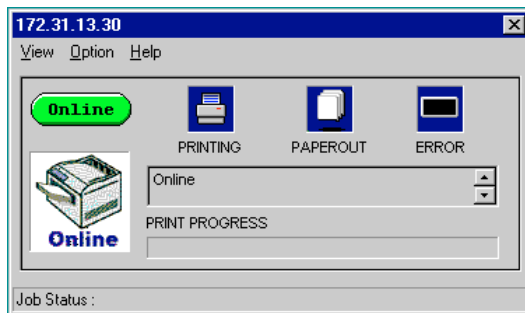 172.31.13.30
View Option Help
Online
PRINTING PAPEROUT ERROR
Online
Online
PRINT PROGRESS
Job Status :